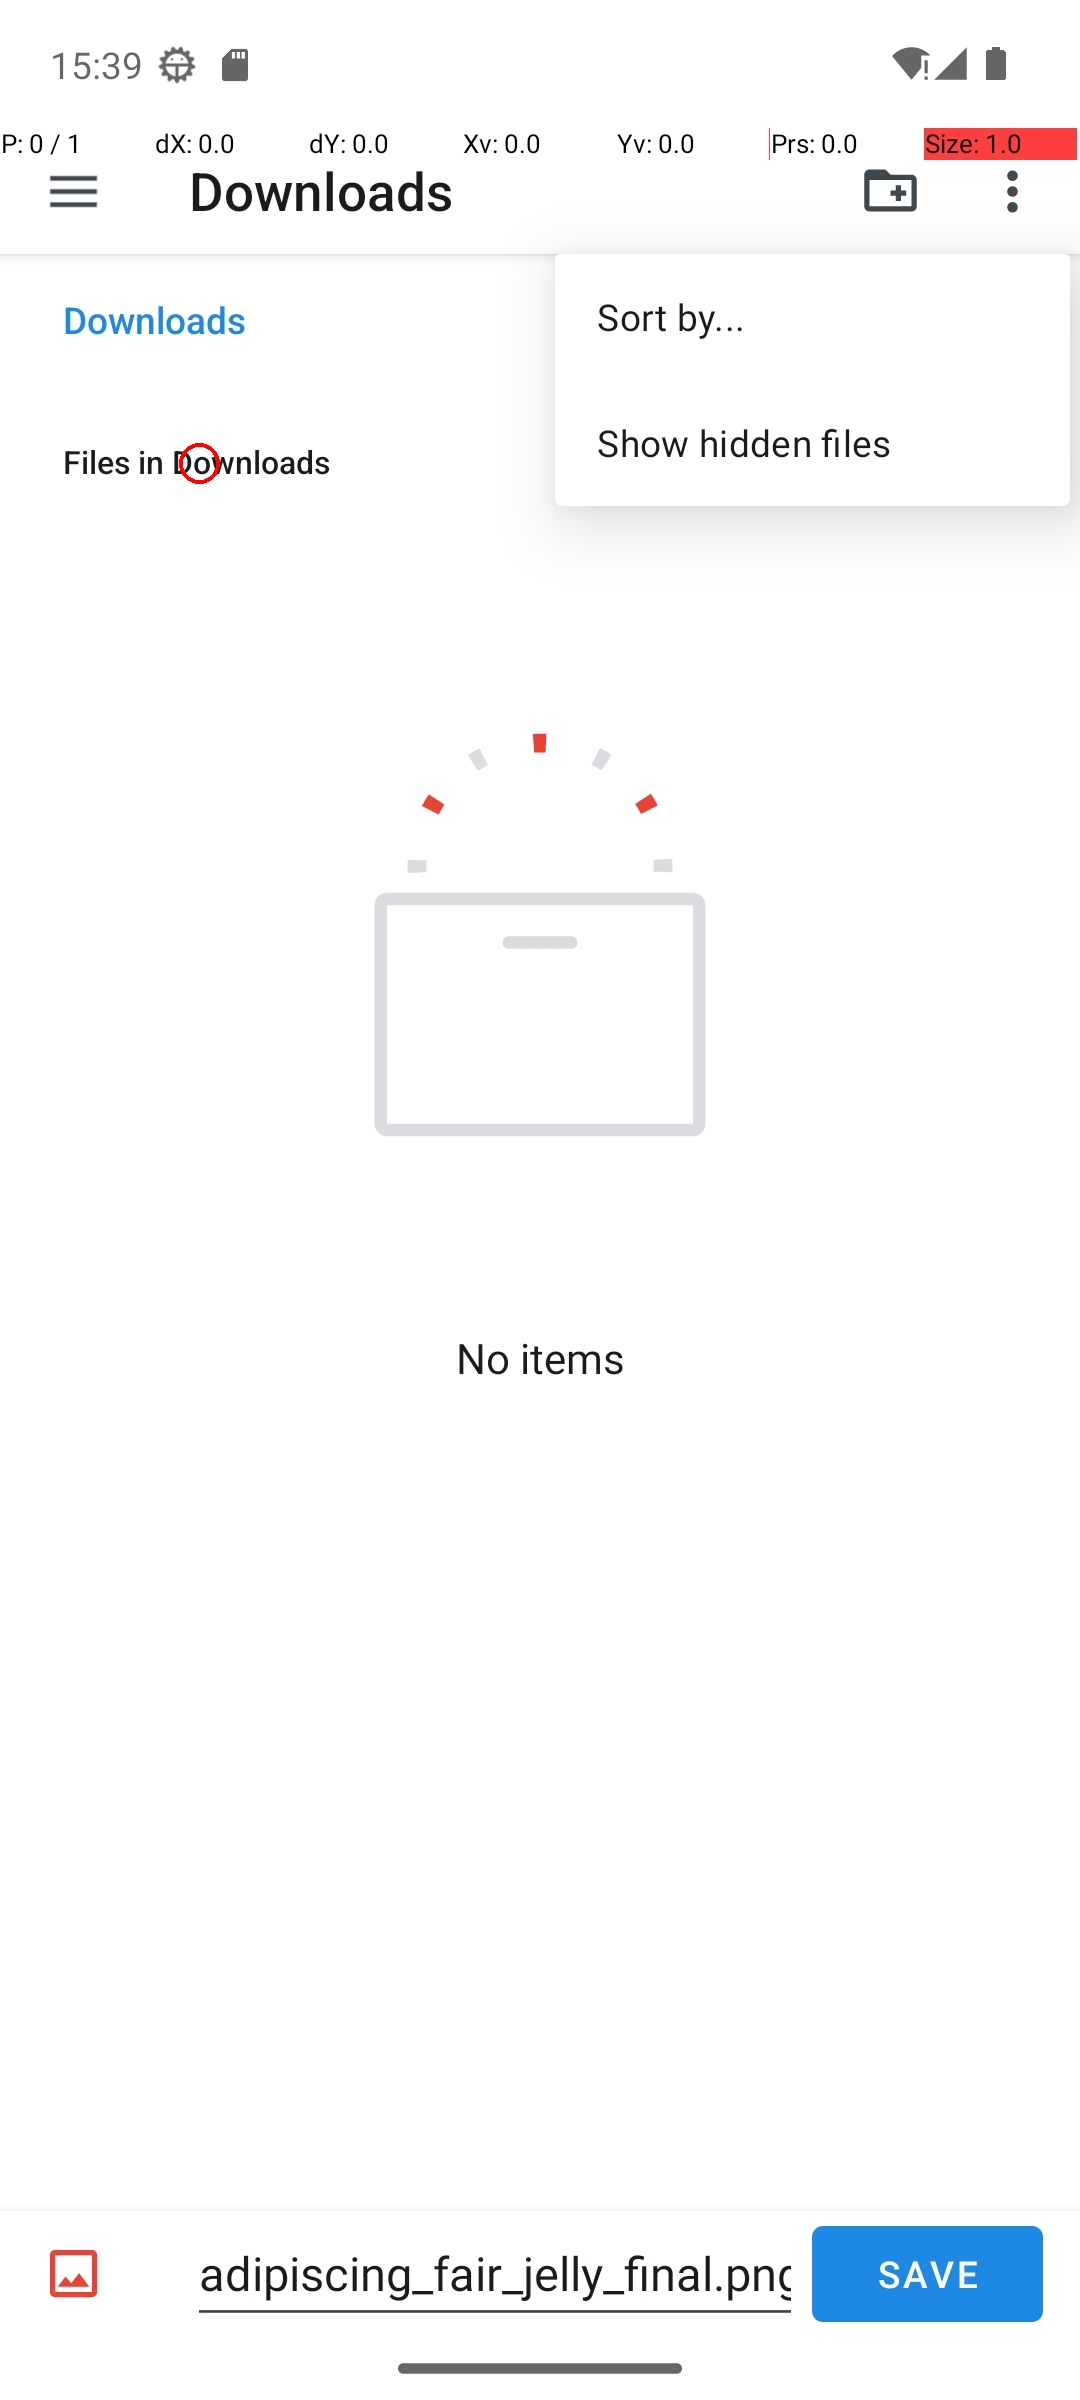 15:39
P: 0 / 1 dX: 0.0 dY: 0.0 Xv: 0.0 Yv: 0.0 Prs: 0.0 Size: 1.0
Downloads
Downloads
Sort by...
Show hidden files
Files in Downloads
No items
adipiscing_fair_jelly_final.png
SAVE